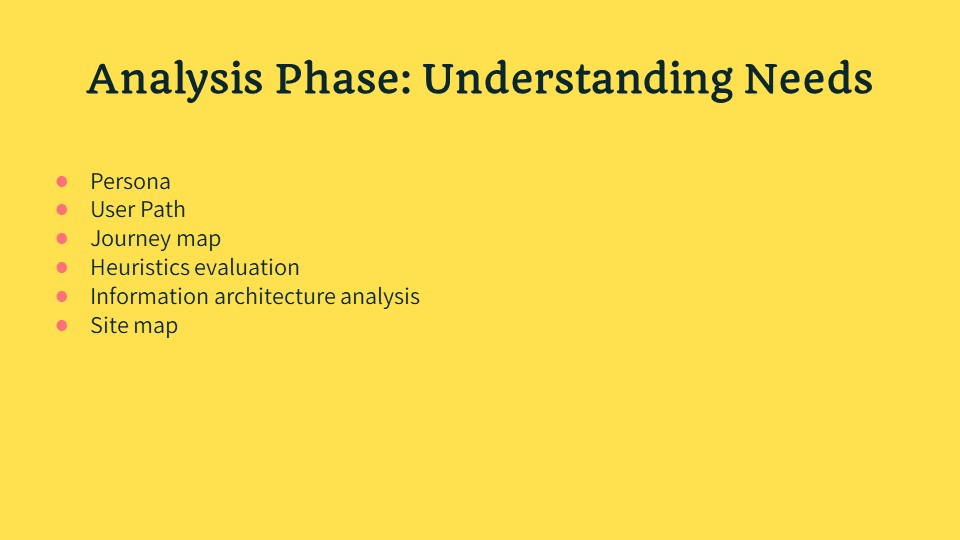 Analysis Phase: Understanding Needs
Persona
User Path
Journey map
Heuristics evaluation
Information architecture analysis
Site map